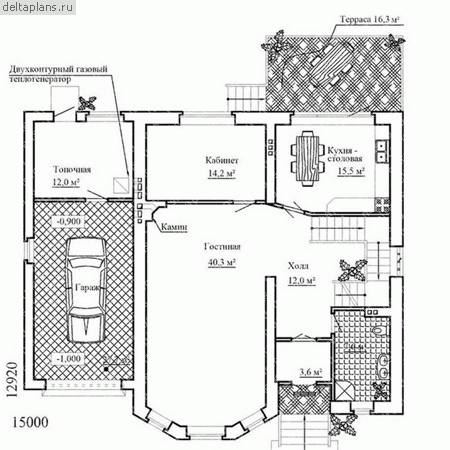 deltaplans.ru
Терраса 16,3 м²
Двухконтурный газовый
теплогенератор
Топочная
12,0 м²
Кабинет
14,2 м²
Кухня -
столовая
15,5 м²
-0,900
Камин
Гостиная
40,3 м²
Холл
12,0 м²
Гараж
-1,000
3,6 м²
12920
15000